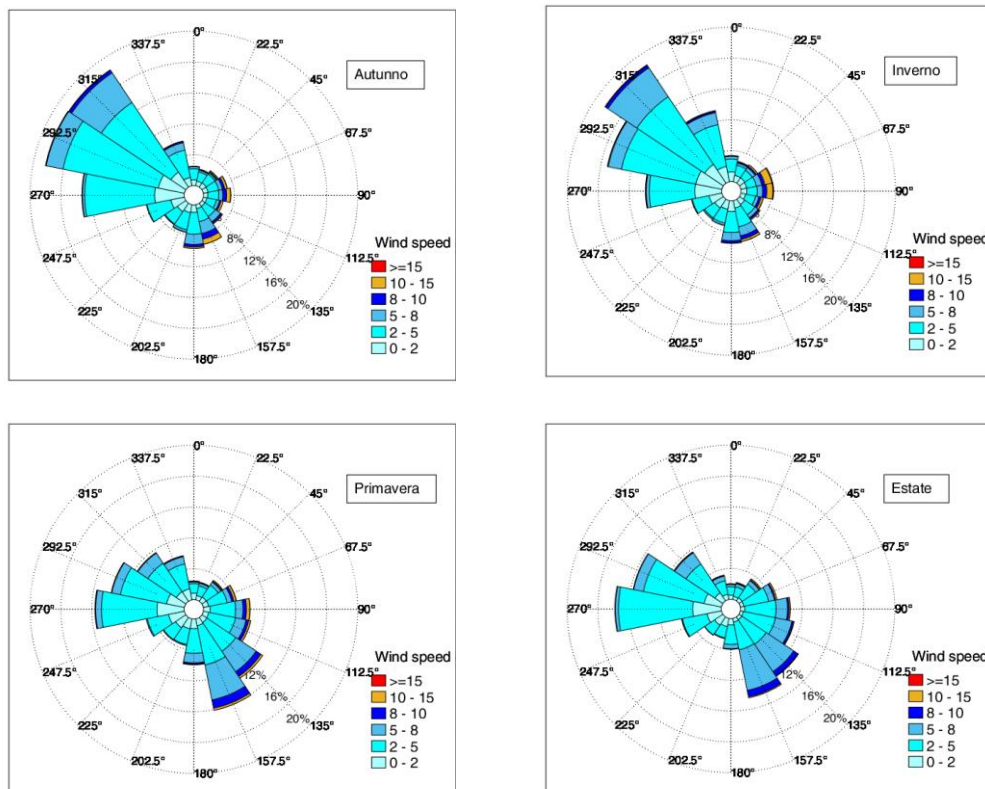 0°
337.5°
22.5°
Autunno
315°
45°
292.5°
67.5°
270°
90°
8%
Wind speed
247.5°
112.5°
12%
>=15
16%
10 - 15
20%
8 - 10
225°
135°
5 - 8
2 - 5
202.5°
157.5°
0 - 2
180°
0°
337.5°
22.5°
Inverno
315°
45°
292.5°
67.5°
270°
90°
8%
Wind speed
247.5°
112.5°
12%
>=15
16%
10 - 15
20%
8 - 10
225°
135°
5 - 8
2 - 5
202.5°
157.5°
0 - 2
180°
0°
337.5°
22.5°
Primavera
315°
45°
292.5°
67.5°
270°
90°
Wind speed
247.5°
112.5°
12%
>=15
16%
10 - 15
20%
8 - 10
225°
135°
5 - 8
2 - 5
202.5°
157.5°
0 - 2
180°
0°
337.5°
22.5°
Estate
315°
45°
292.5°
67.5°
270°
90°
Wind speed
247.5°
112.5°
12%
>=15
16%
10 - 15
20%
8 - 10
225°
135°
5 - 8
2 - 5
202.5°
157.5°
0 - 2
180°